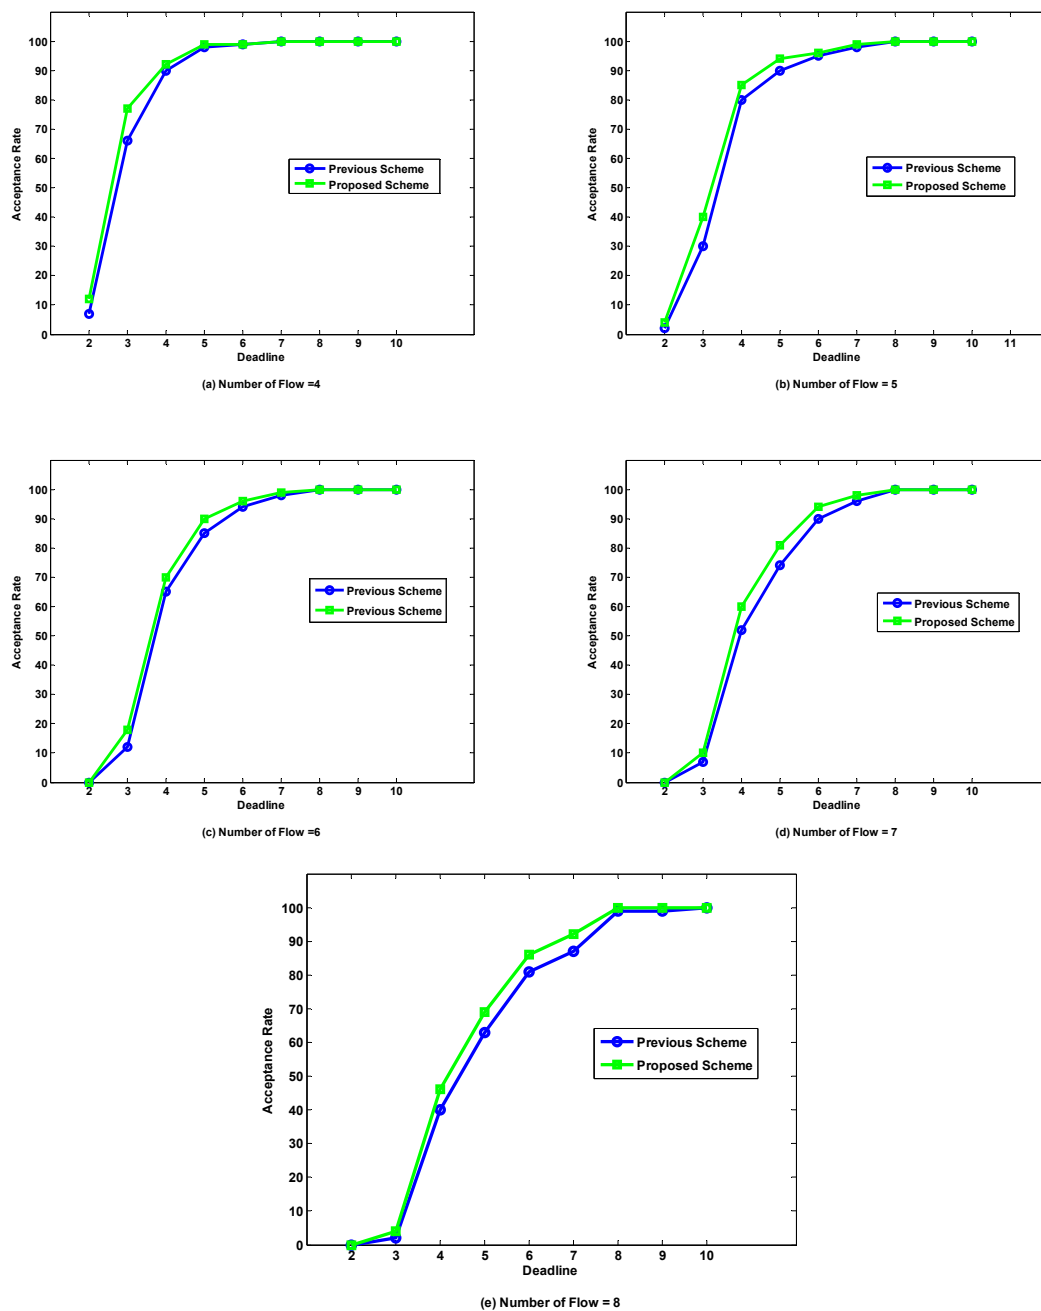 100
90
80
70
60
50
40
30
20
10
0
Acceptance Rate
Previous Scheme
Proposed Scheme
2 3 4 5 6 7 8 9 10
Deadline
(a) Number of Flow =4
100
90
80
70
60
50
40
30
20
10
0
Acceptance Rate
Previous Scheme
Proposed Scheme
2 3 4 5 6 7 8 9 10 11
Deadline
(b) Number of Flow = 5
100
90
80
70
60
50
40
30
20
10
0
Acceptance Rate
Previous Scheme
Previous Scheme
2 3 4 5 6 7 8 9 10
Deadline
(c) Number of Flow =6
100
90
80
70
60
50
40
30
20
10
0
Acceptance Rate
Previous Scheme
Proposed Scheme
2 3 4 5 6 7 8 9 10
Deadline
(d) Number of Flow = 7
100
90
80
70
60
50
40
30
20
10
0
Acceptance Rate
Previous Scheme
Proposed Scheme
2 3 4 5 6 7 8 9 10
Deadline
(e) Number of Flow = 8